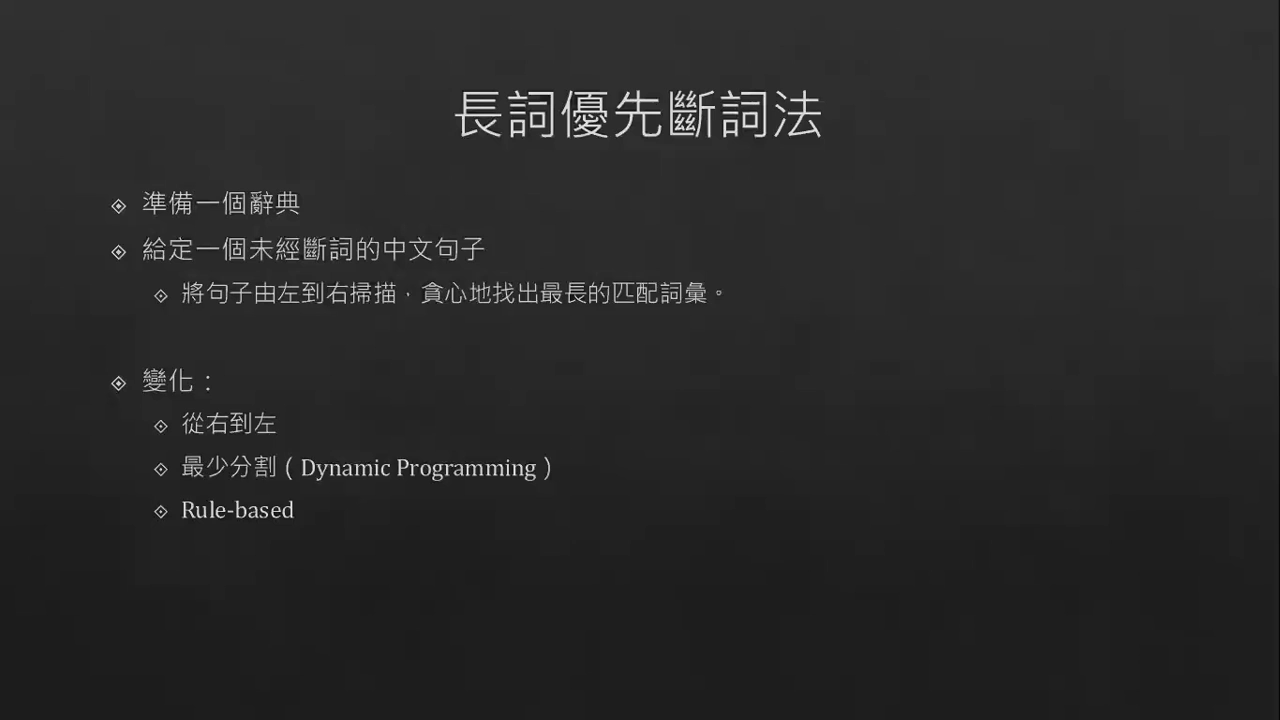 長詞優先斷詞法
準備一個辭典
給定一個未經斷詞的中文句子
將句子由左到右掃描，貪心地找出最長的匹配詞彙。
變化：
從右到左
最少分割（Dynamic Programming）
Rule-based